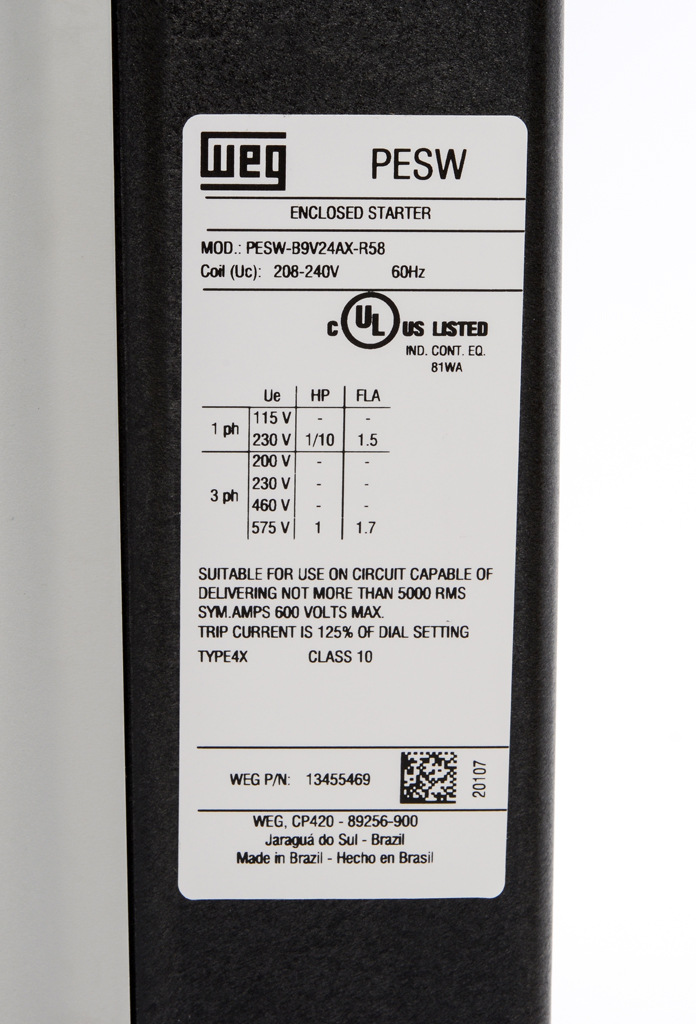 weg PESW
ENCLOSED STARTER
MOD.: PESW-B9V24AX-R58
Coil (Uc): 208-240V 60Hz
C UL US LISTED
IND. CONT. EQ.
81WA
Ue HP FLA
1 ph 115 V - -
230 V 1/10 1.5
3 ph 200 V - -
230 V - -
460 V - -
575 V 1 1.7
SUITABLE FOR USE ON CIRCUIT CAPABLE OF
DELIVERING NOT MORE THAN 5000 RMS
SYM.AMPS 600 VOLTS MAX.
TRIP CURRENT IS 125% OF DIAL SETTING
TYPE4X CLASS 10
WEG P/N: 13455469 20107
WEG, CP420 - 89256-900
Jaraguá do Sul - Brazil
Made in Brazil - Hecho en Brasil